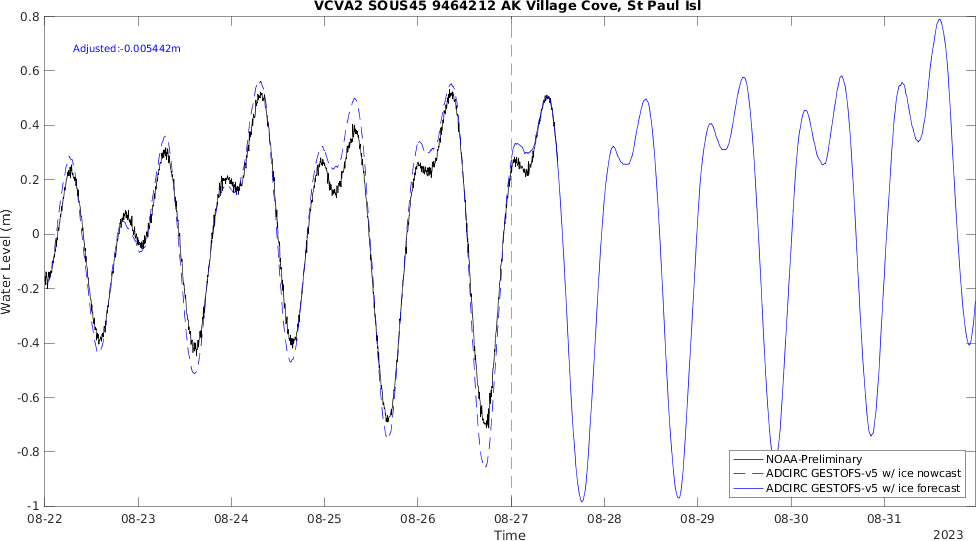 VCVA2 SOUS45 9464212 AK Village Cove, St Paul Isl
Adjusted:-0.005442m
0.8
0.6
0.4
0.2
0
-0.2
-0.4
-0.6
-0.8
-1
Water Level (m)
NOAA-Preliminary
ADCIRC GESTOFS-v5 w/ ice nowcast
ADCIRC GESTOFS-v5 w/ ice forecast
08-22 08-23 08-24 08-25 08-26 08-27 08-28 08-29 08-30 08-31
Time
2023